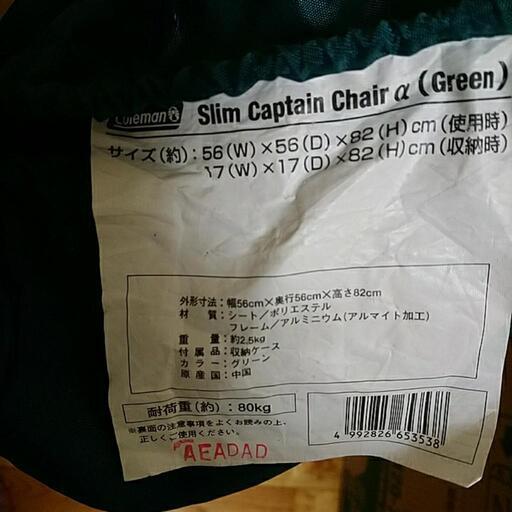 Coleman
Slim Captain Chair α (Green)
サイズ(約):56(W)×56(D)×82(H)cm(使用時)
17(W)×17(D)×82(H)cm(収納時)
外形寸法:幅56cm×奥行56cm×高さ82cm
材 質:シート/ポリエステル
フレーム/アルミニウム(アルマイト加工)
重 量:約2.5kg
付属品:収納ケース
カラー:グリーン
原産国:中国
耐荷重(約):80kg
※裏面の注意事項をよくお読みの上、
正しくご使用ください。
AEADAD
4 992826 653538